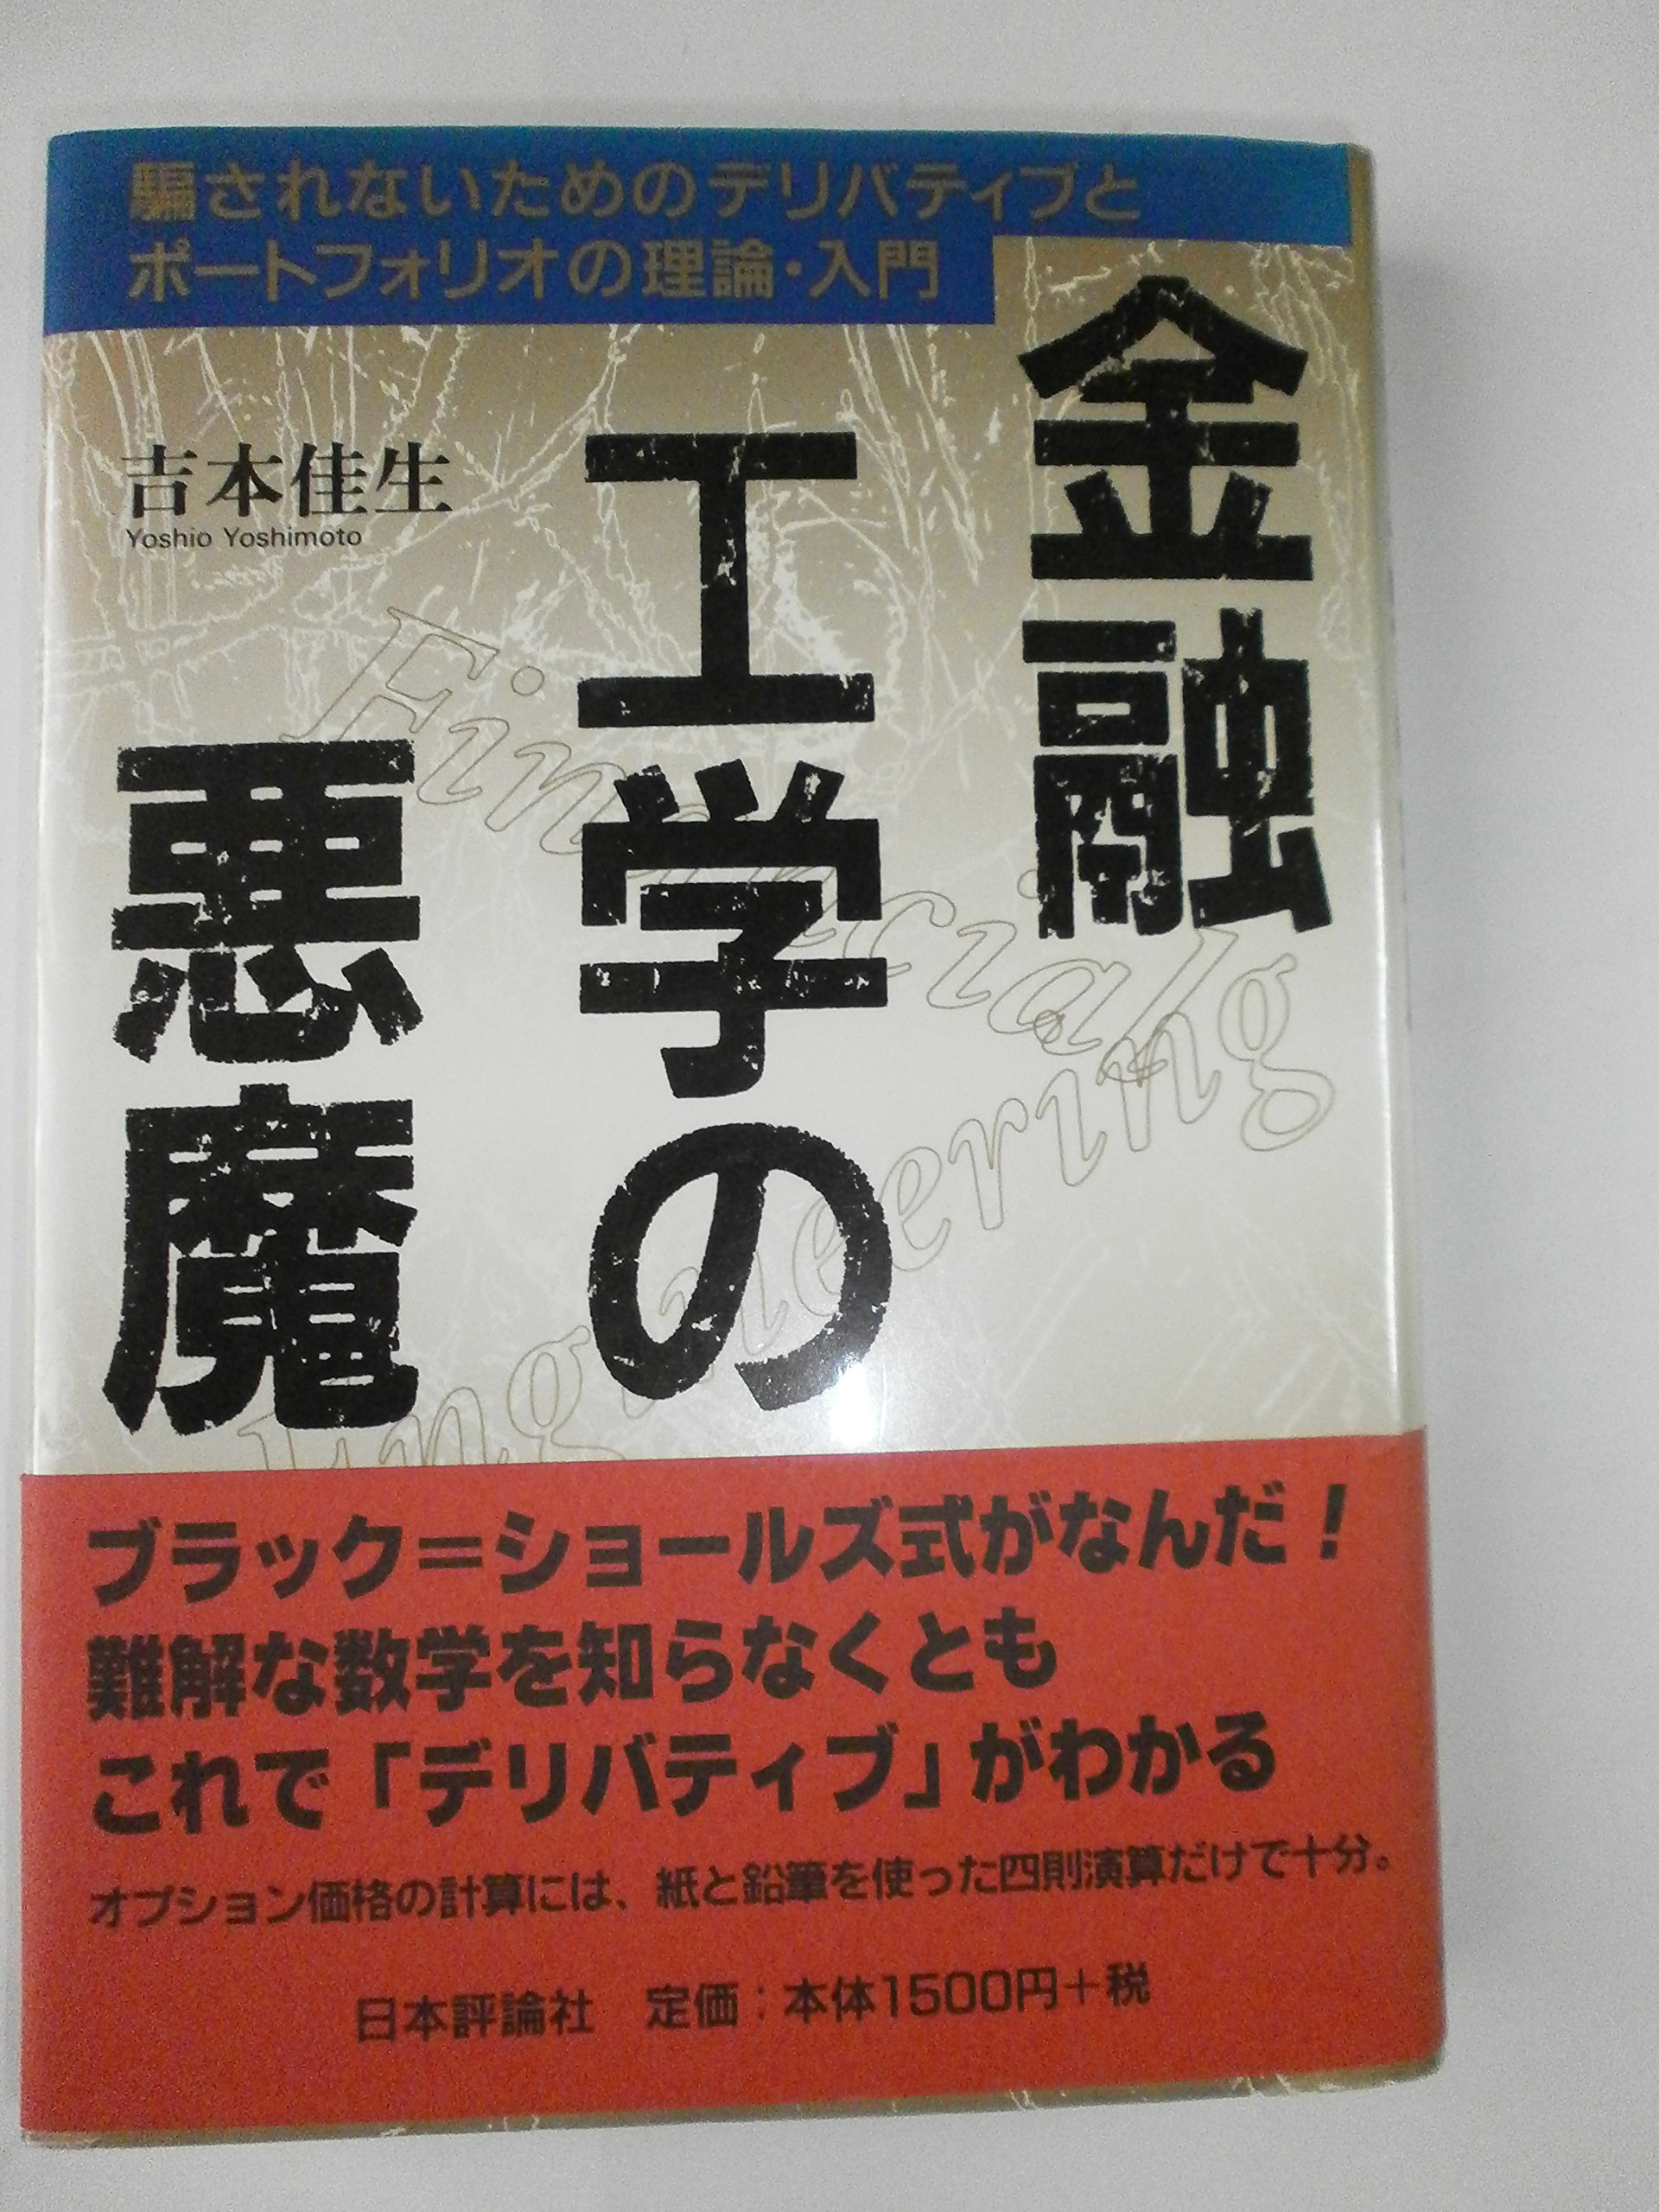 騙されないためのデリバティブと
ポートフォリオの理論・入門
金融
工学の
悪魔
吉本佳生
Yoshio Yoshimoto
Financial
Engineering
ブラック＝ショールズ式がなんだ！
難解な数学を知らなくとも
これで「デリバティブ」がわかる
オプション価格の計算には、紙と鉛筆を使った四則演算だけで十分。
日本評論社　定価：本体1500円＋税